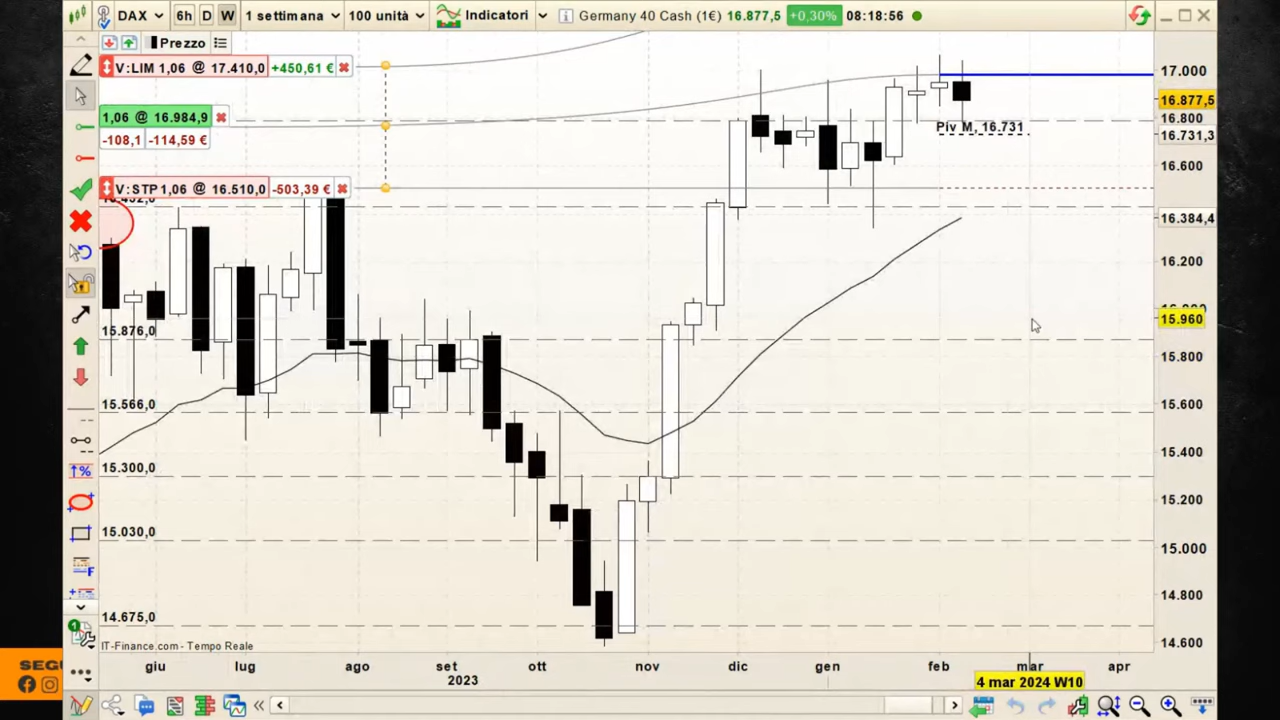 DAX 6h D W 1 settimana 100 unità Indicatori Germany 40 Cash (1€) 16.877,5 +0,30% 08:18:56
Prezzo
V:LIM 1,06 @ 17.410,0 +450,61 €
17.000
16.877,5
1,06 @ 16.984,9
16.800
Piv M, 16.731
16.731,3
-108,1 -114,59 €
16.600
V:STP 1,06 @ 16.510,0 -503,39 €
16.384,4
16.200
15.960
15.876,0
15.800
15.566,0
15.600
15.400
15.300,0
15.200
15.030,0
15.000
14.800
14.675,0
14.600
IT-Finance.com - Tempo Reale
giu lug ago set ott nov dic gen feb mar apr
2023
4 mar 2024 W10
SEGU